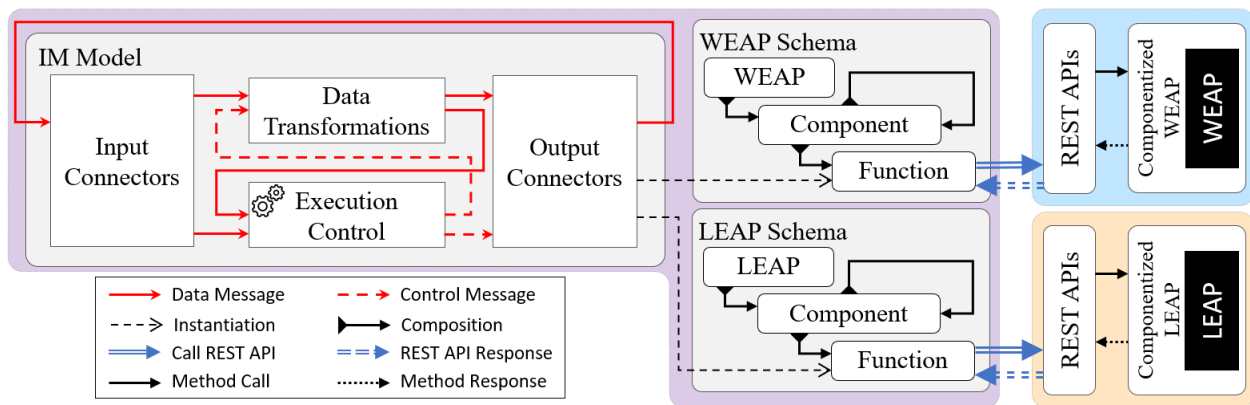 IM Model
Input
Connectors
Data
Transformations
Execution
Control
Output
Connectors
WEAP Schema
WEAP
Component
Function
REST APIs
Componentized
WEAP
WEAP
LEAP Schema
LEAP
Component
Function
REST APIs
Componentized
LEAP
LEAP
Data Message
Control Message
Instantiation
Composition
Call REST API
REST API Response
Method Call
Method Response